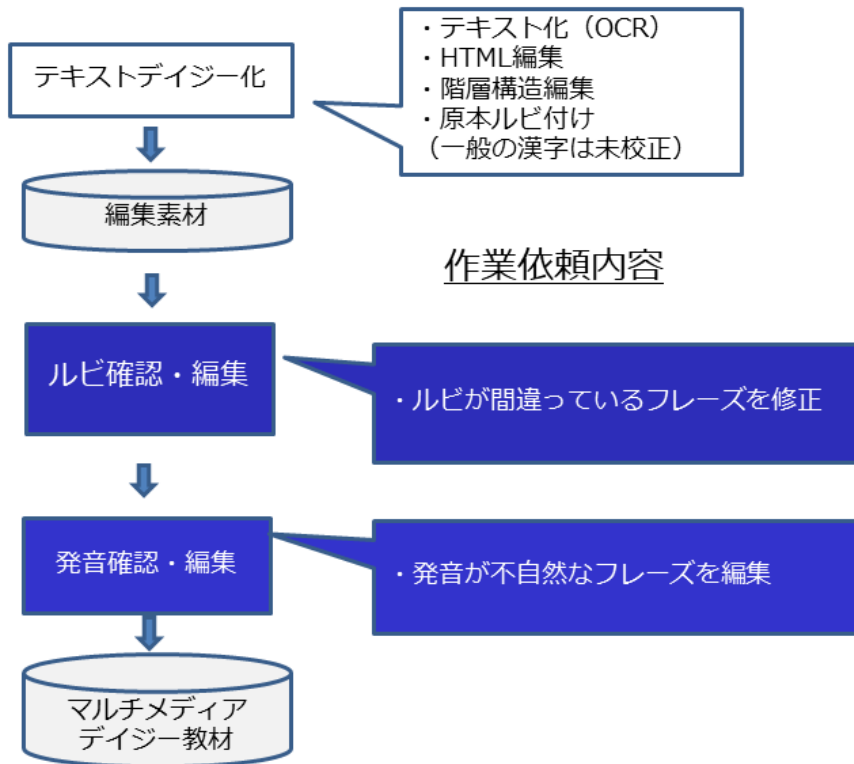 テキストデイジー化
・テキスト化（OCR）
・HTML編集
・階層構造編集
・原本ルビ付け
（一般の漢字は未校正）
編集素材
作業依頼内容
ルビ確認・編集
・ルビが間違っているフレーズを修正
発音確認・編集
・発音が不自然なフレーズを編集
マルチメディア
デイジー教材